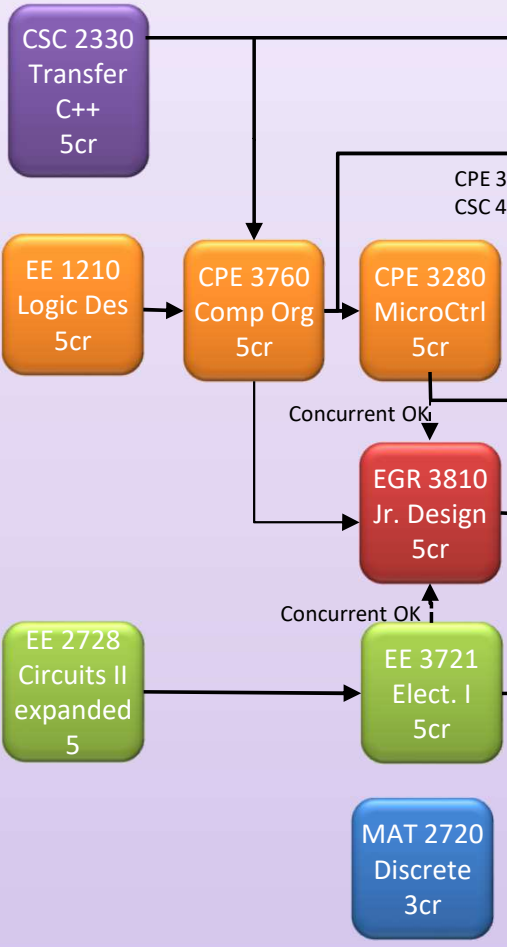 CSC 2330
Transfer
C++
5cr
CPE 3
CSC 4
EE 1210
Logic Des
5cr
CPE 3760
Comp Org
5cr
CPE 3280
MicroCtrl
5cr
Concurrent OK
EGR 3810
Jr. Design
5cr
Concurrent OK
EE 2728
Circuits II
expanded
5
EE 3721
Elect. I
5cr
MAT 2720
Discrete
3cr